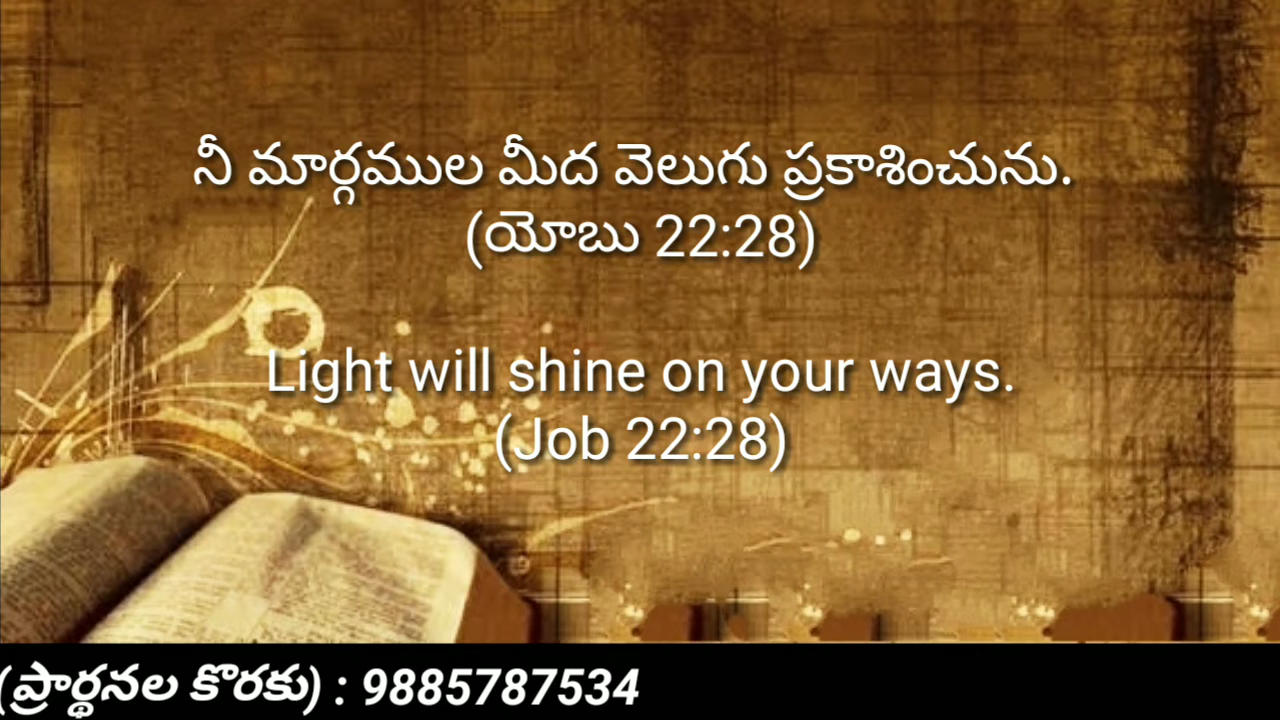 నీ మార్గముల మీద వెలుగు ప్రకాశించును.
(యోబు 22:28)
Light will shine on your ways.
(Job 22:28)
(ప్రార్థనల కొరకు) : 9885787534